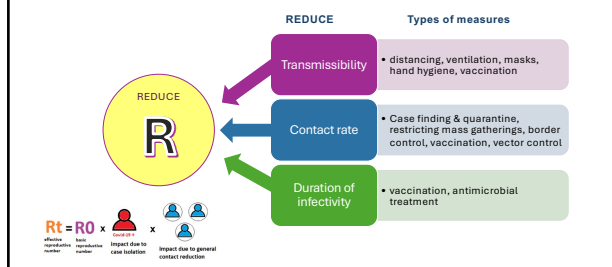 REDUCE
Types of measures
Transmissibility
• distancing, ventilation, masks,
hand hygiene, vaccination
REDUCE
R
Contact rate
• Case finding & quarantine,
restricting mass gatherings, border
control, vaccination, vector control
Duration of
infectivity
• vaccination, antimicrobial
treatment
Rt = R0 x x
Covid-19 +
effective
reproductive
number
basic
reproductive
number
Impact due to
case isolation
Impact due to general
contact reduction